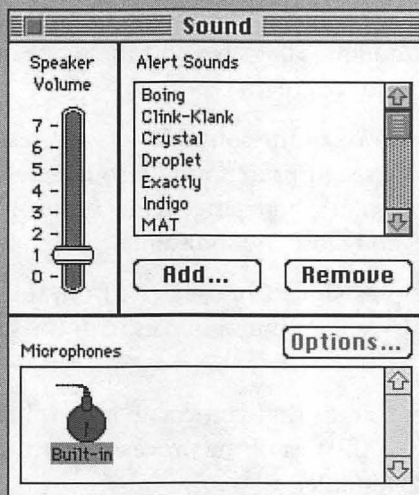 Sound
Speaker
Volume
7
6
5
4
3
2
1
0
Alert Sounds
Boing
Clink-Klank
Crystal
Droplet
Exactly
Indigo
MAT
Add...
Remove
Microphones
Options...
Built-in